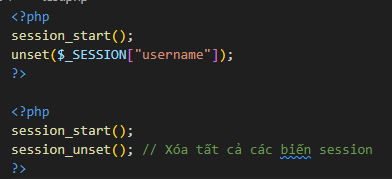 <?php
session_start();
unset($_SESSION["username"]);
?>
<?php
session_start();
session_unset(); // Xóa tất cả các biến session
?>